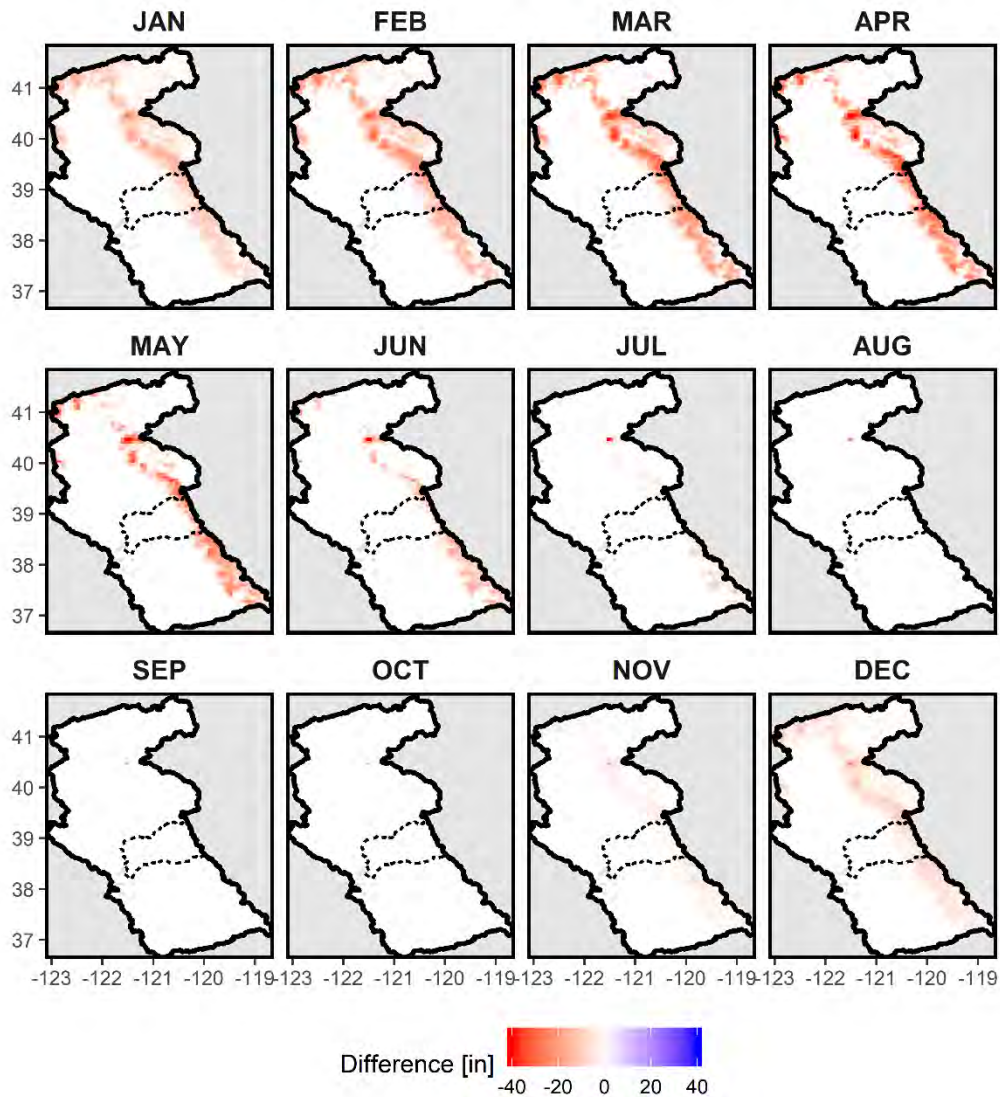 JAN FEB MAR APR
41
40
39
38
37
MAY JUN JUL AUG
41
40
39
38
37
SEP OCT NOV DEC
41
40
39
38
37
-123 -122 -121 -120 -119 -123 -122 -121 -120 -119 -123 -122 -121 -120 -119 -123 -122 -121 -120 -119
Difference [in]
-40 -20 0 20 40